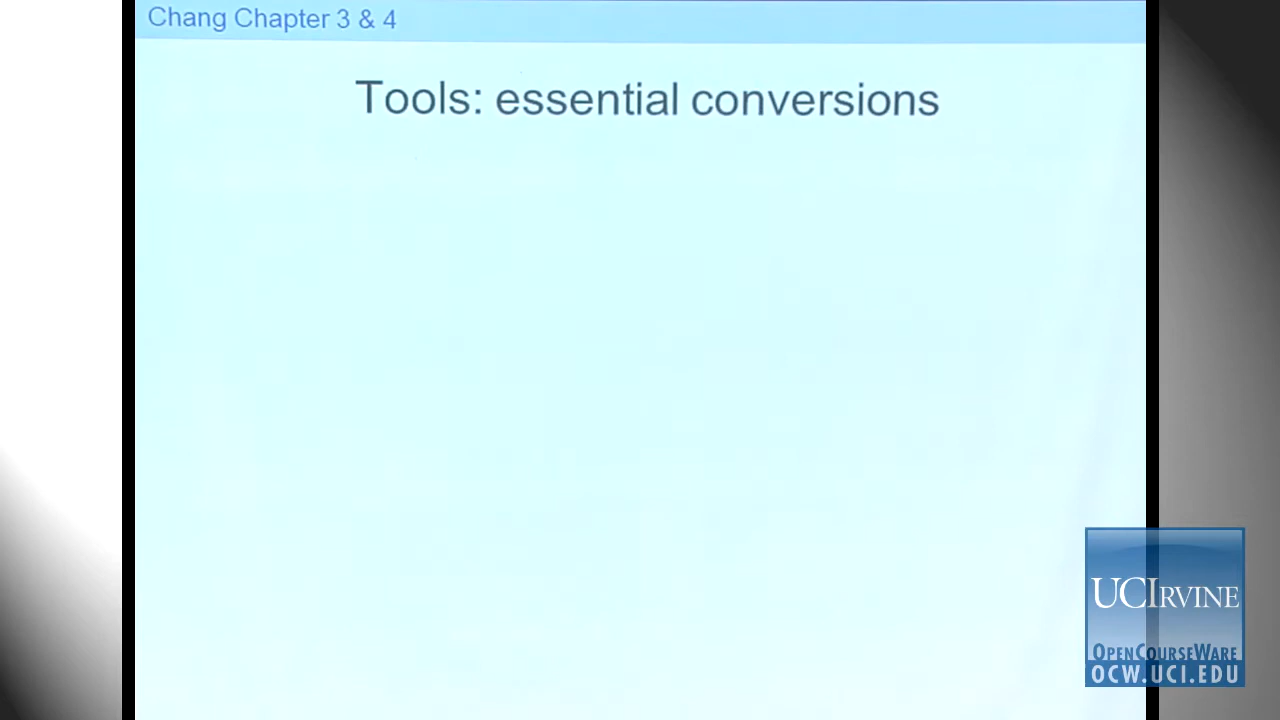 Chang Chapter 3 & 4
Tools: essential conversions
UCIRVINE
OPENCOURSEWARE
OCW.UCI.EDU